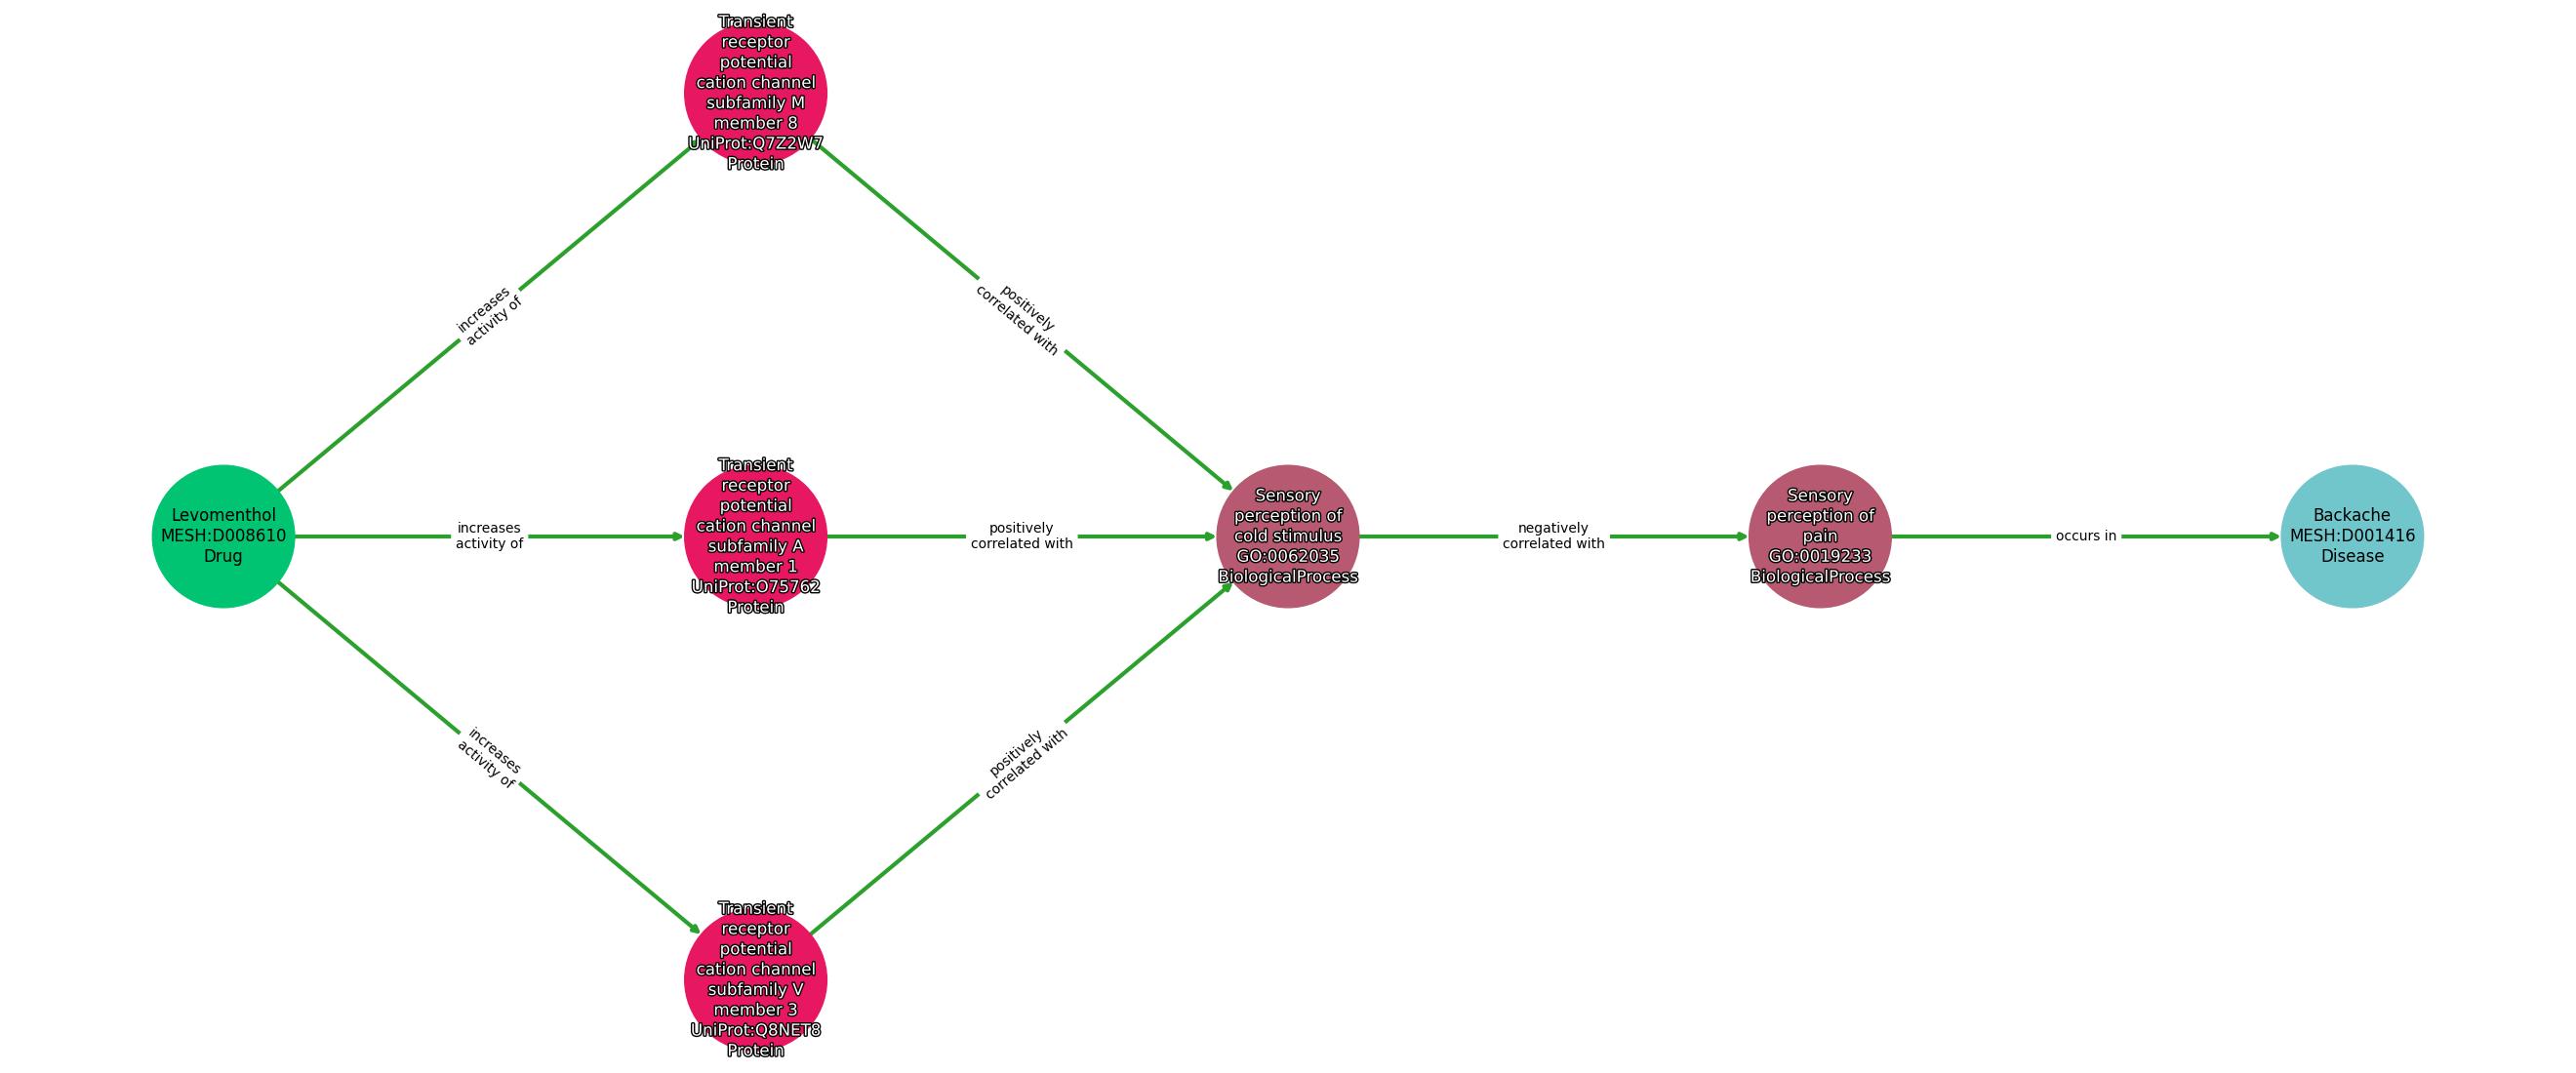 Transient
receptor
potential
cation channel
subfamily M
member 8
UniProt:Q7Z2W7
Protein
increases
activity of
positively
correlated with
Levomenthol
MESH:D008610
Drug
increases
activity of
Transient
receptor
potential
cation channel
subfamily A
member 1
UniProt:O75762
Protein
positively
correlated with
Sensory
perception of
cold stimulus
GO:0062035
BiologicalProcess
negatively
correlated with
Sensory
perception of
pain
GO:0019233
BiologicalProcess
occurs in
Backache
MESH:D001416
Disease
increases
activity of
positively
correlated with
Transient
receptor
potential
cation channel
subfamily V
member 3
UniProt:Q8NET8
Protein